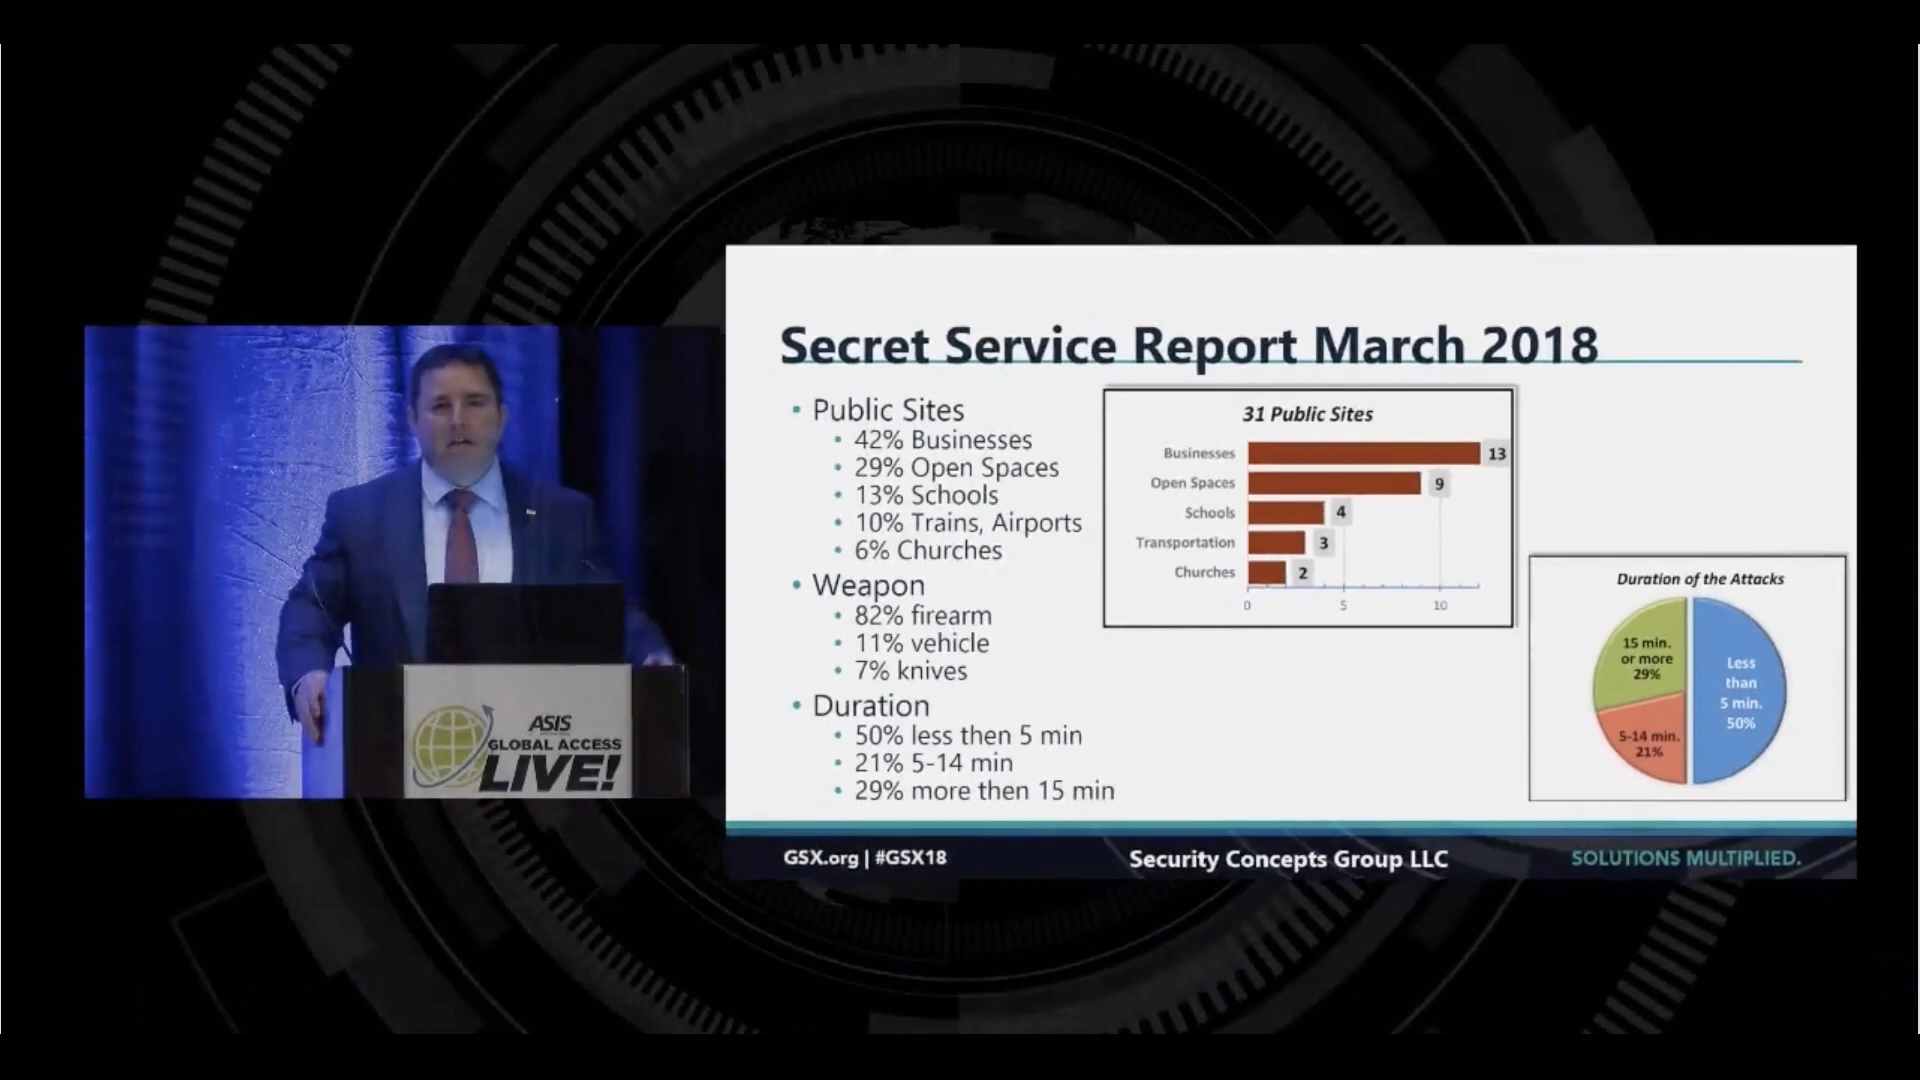 Secret Service Report March 2018
Public Sites
42% Businesses
29% Open Spaces
13% Schools
10% Trains, Airports
6% Churches
Weapon
82% firearm
11% vehicle
7% knives
Duration
50% less then 5 min
21% 5-14 min
29% more then 15 min
31 Public Sites
Businesses 13
Open Spaces 9
Schools 4
Transportation 3
Churches 2
0 5 10
Duration of the Attacks
15 min.
or more
29%
Less
than
5 min.
50%
5-14 min.
21%
ASIS
GLOBAL ACCESS
LIVE!
GSX.org | #GSX18
Security Concepts Group LLC
SOLUTIONS MULTIPLIED.